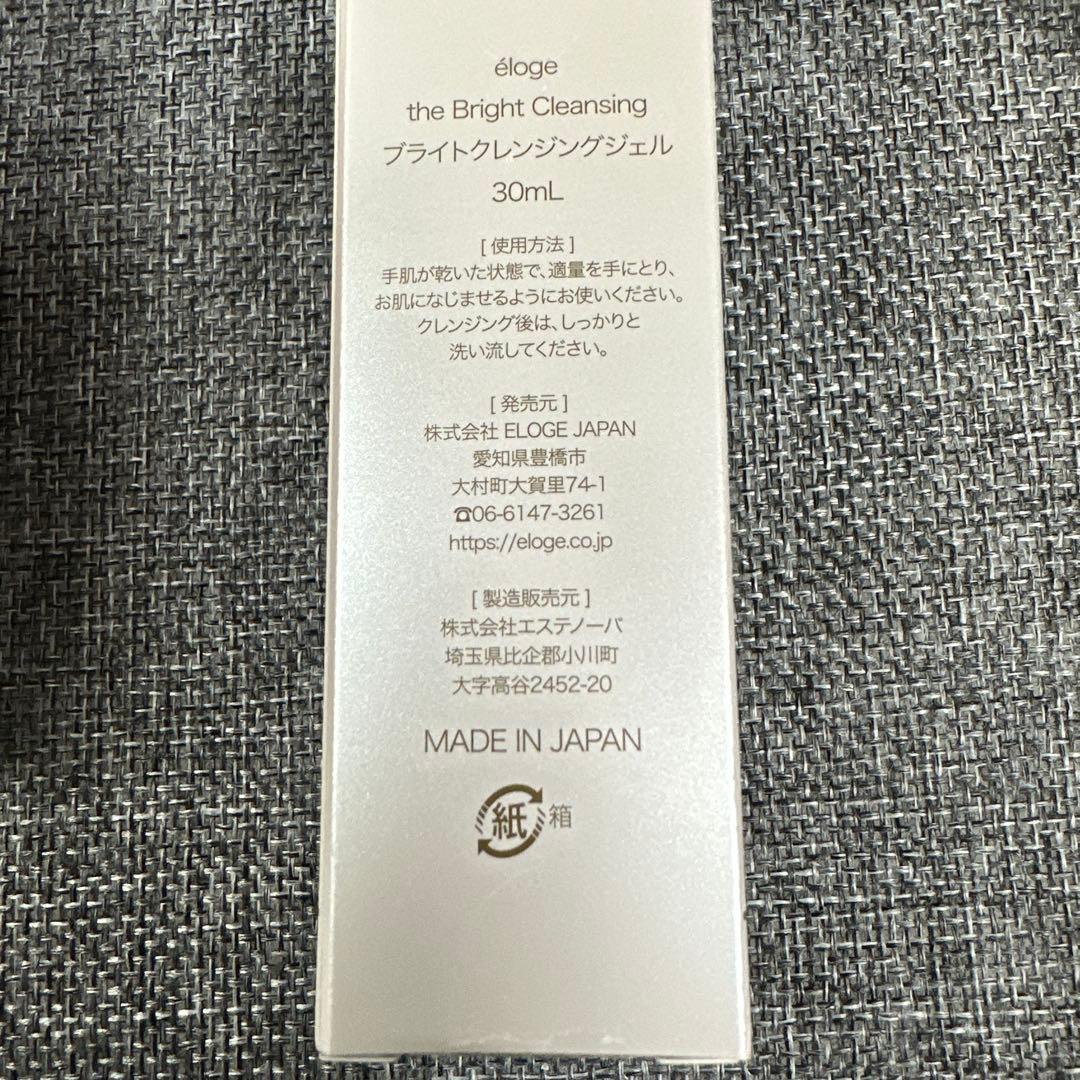 éloge
the Bright Cleansing
ブライトクレンジングジェル
30mL
[ 使用方法 ]
手肌が乾いた状態で、適量を手にとり、
お肌になじませるようにお使いください。
クレンジング後は、しっかりと
洗い流してください。
[ 発売元 ]
株式会社 ELOGE JAPAN
愛知県豊橋市
大村町大賀里74-1
☎06-6147-3261
https://eloge.co.jp
[ 製造販売元 ]
株式会社エステノーバ
埼玉県比企郡小川町
大字高谷2452-20
MADE IN JAPAN
紙 箱